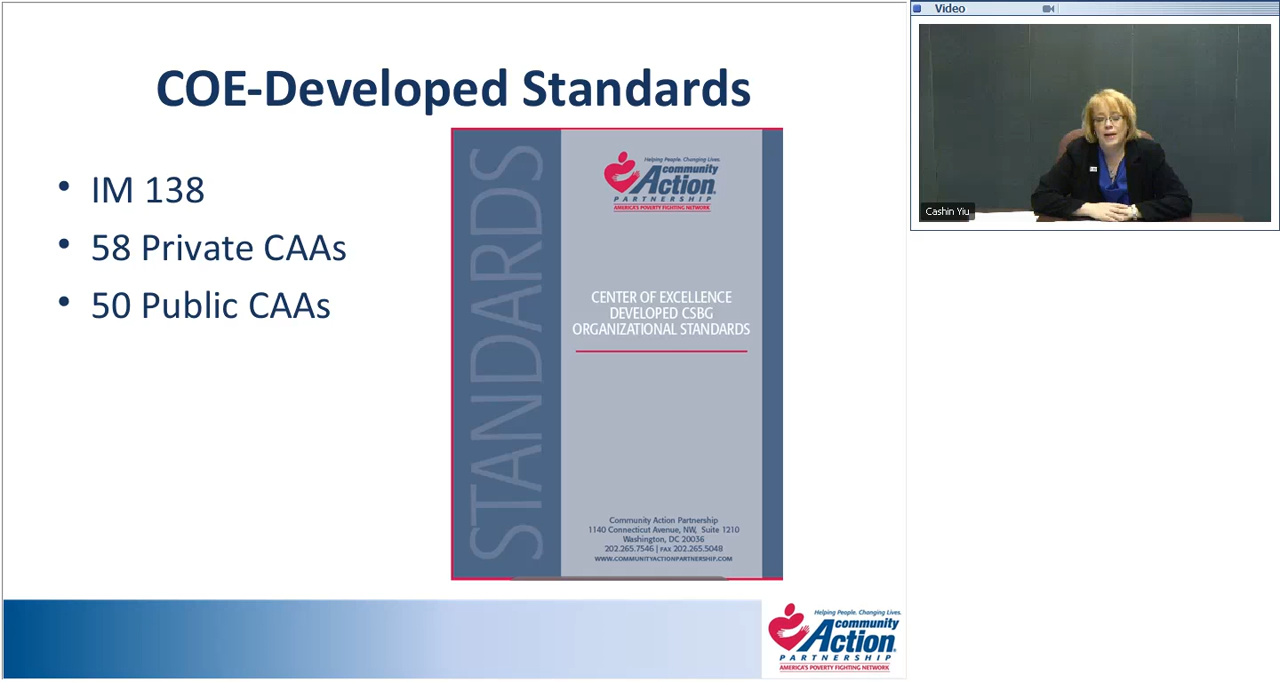 COE-Developed Standards
• IM 138
• 58 Private CAAs
• 50 Public CAAs
STANDARDS
Helping People. Changing Lives.
community
Action
PARTNERSHIP
AMERICA'S POVERTY FIGHTING NETWORK
CENTER OF EXCELLENCE
DEVELOPED CSBG
ORGANIZATIONAL STANDARDS
Community Action Partnership
1140 Connecticut Avenue, NW, Suite 1210
Washington, DC 20036
202.265.7546 | FAX 202.265.5048
WWW.COMMUNITYACTIONPARTNERSHIP.COM
Helping People. Changing Lives.
community
Action
PARTNERSHIP
AMERICA'S POVERTY FIGHTING NETWORK
Video
Cashin Yiu